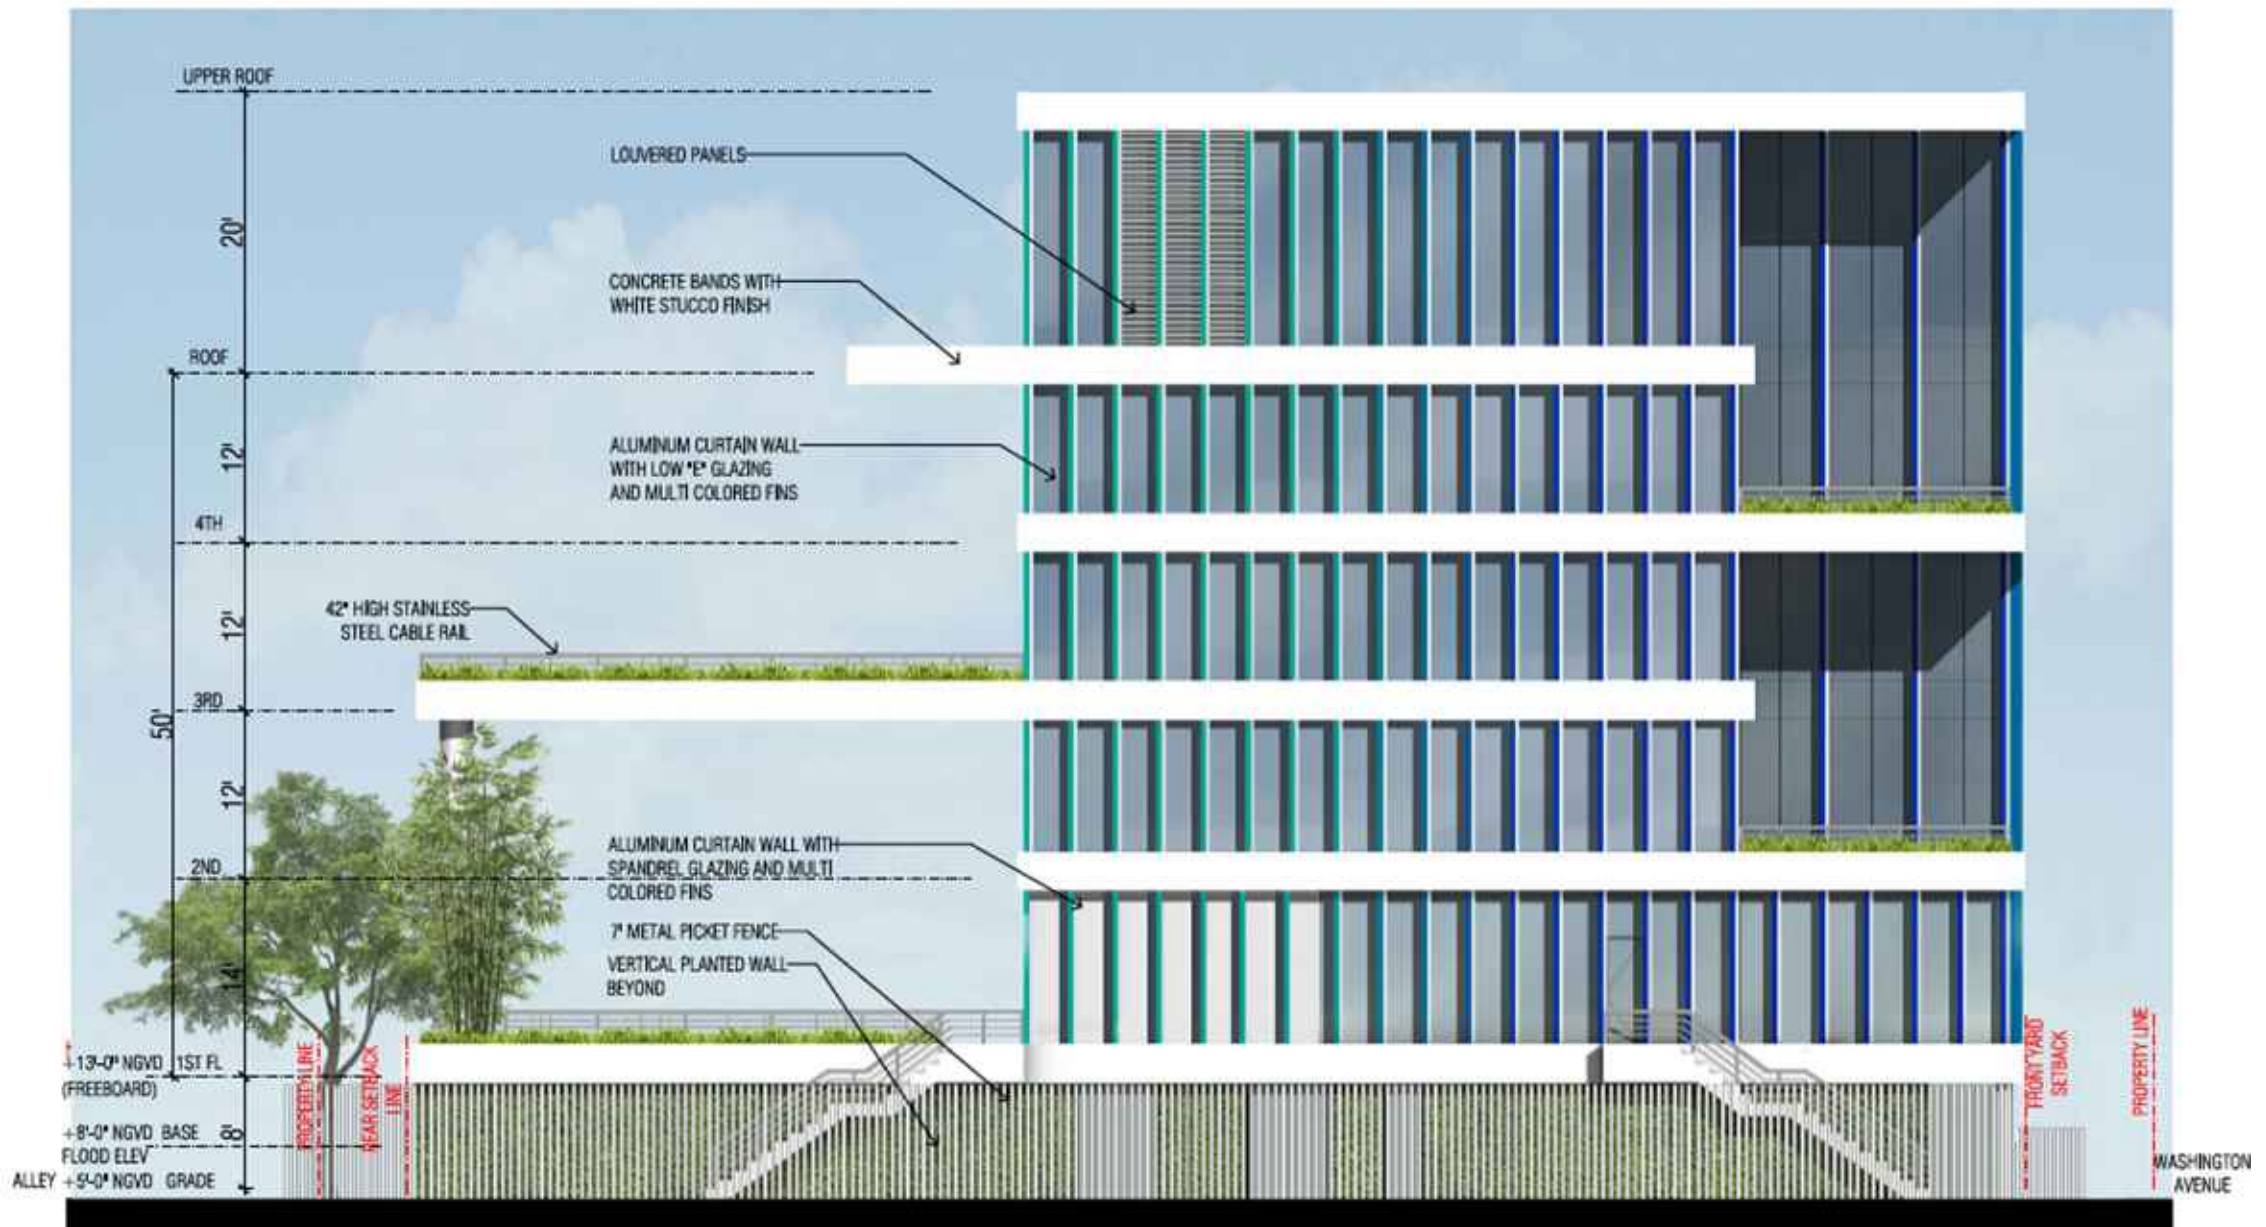 UPPER ROOF
LOUVERED PANELS
20'
CONCRETE BANDS WITH
WHITE STUCCO FINISH
ROOF
ALUMINUM CURTAIN WALL
WITH LOW "E" GLAZING
AND MULTI COLORED FINS
12'
4TH
42" HIGH STAINLESS
STEEL CABLE RAIL
12'
3RD
50'
12'
ALUMINUM CURTAIN WALL WITH
SPANDREL GLAZING AND MULTI
COLORED FINS
2ND
7' METAL PICKET FENCE
VERTICAL PLANTED WALL
BEYOND
14'
+13'-0" NGVD 1ST FL
(FREEBOARD)
PROPERTY LINE
REAR SETBACK
LINE
FRONT YARD
SETBACK
PROPERTY LINE
+8'-0" NGVD BASE
FLOOD ELEV
8'
ALLEY +5'-0" NGVD GRADE
WASHINGTON
AVENUE